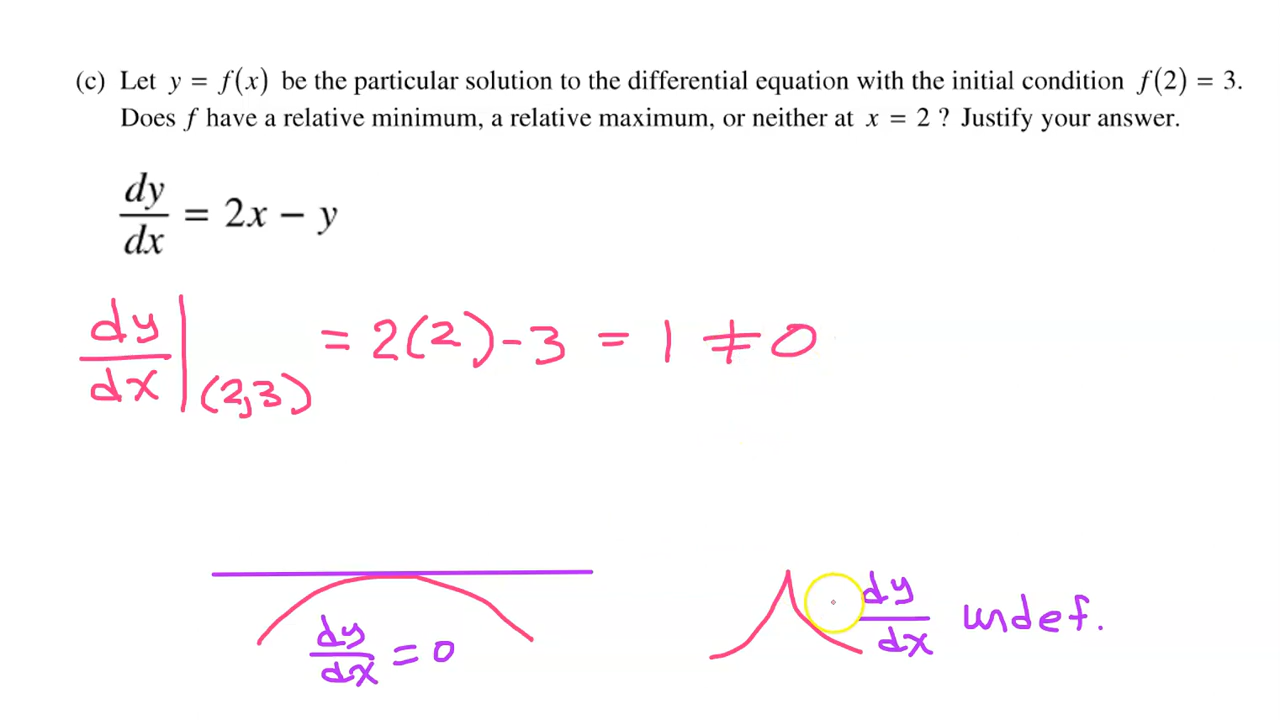 (c) Let y = f(x) be the particular solution to the differential equation with the initial condition f(2) = 3.
Does f have a relative minimum, a relative maximum, or neither at x = 2 ? Justify your answer.
dy/dx = 2x − y
dy/dx|(2,3) = 2(2)-3 = 1 ≠ 0
dy/dx = 0
dy/dx undef.